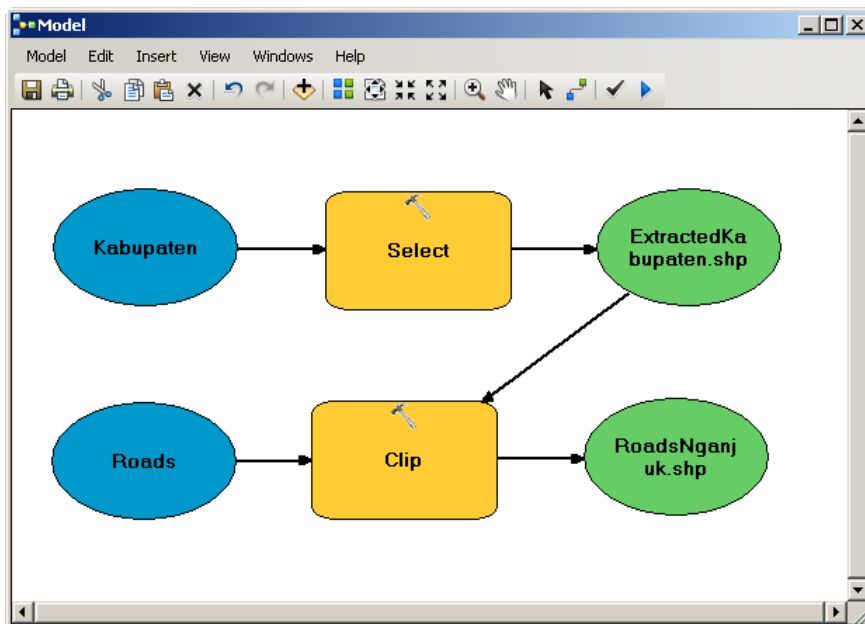 Model
Model Edit Insert View Windows Help
Kabupaten
Select
ExtractedKa
bupaten.shp
Roads
Clip
RoadsNganj
uk.shp